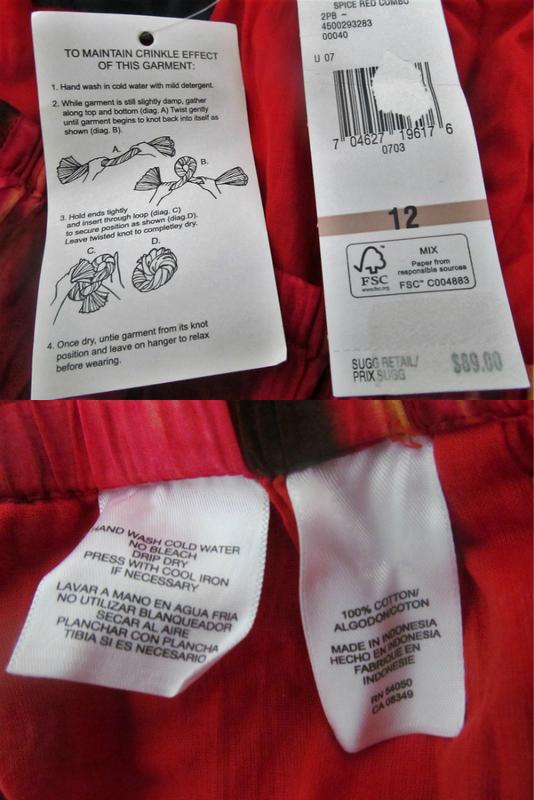 TO MAINTAIN CRINKLE EFFECT
OF THIS GARMENT:
1. Hand wash in cold water with mild detergent.
2. While garment is still slightly damp, gather
along top and bottom (diag. A) Twist gently
until garment begins to knot back into itself as
shown (diag. B).
A.
B.
3. Hold ends tightly
and insert through loop (diag. C)
to secure position as shown (diag.D).
Leave twisted knot to completley dry.
C.
D.
4. Once dry, untie garment from its knot
position and leave on hanger to relax
before wearing.
SPICE RED COMBO
2PB -
4500293283
00040
U 07
7 04627 19617 6
0703
12
FSC
www.fsc.org
MIX
Paper from
responsible sources
FSC™ C004883
SUGG RETAIL/
PRIX SUGG
$89.00
HAND WASH COLD WATER
NO BLEACH
DRIP DRY
PRESS WITH COOL IRON
IF NECESSARY
LAVAR A MANO EN AGUA FRIA
NO UTILIZAR BLANQUEADOR
SECAR AL AIRE
PLANCHAR CON PLANCHA
TIBIA SI ES NECESARIO
100% COTTON/
ALGODON/COTON
MADE IN INDONESIA
HECHO EN INDONESIA
FABRIQUE EN
INDONESIE
RN 54050
CA 08349